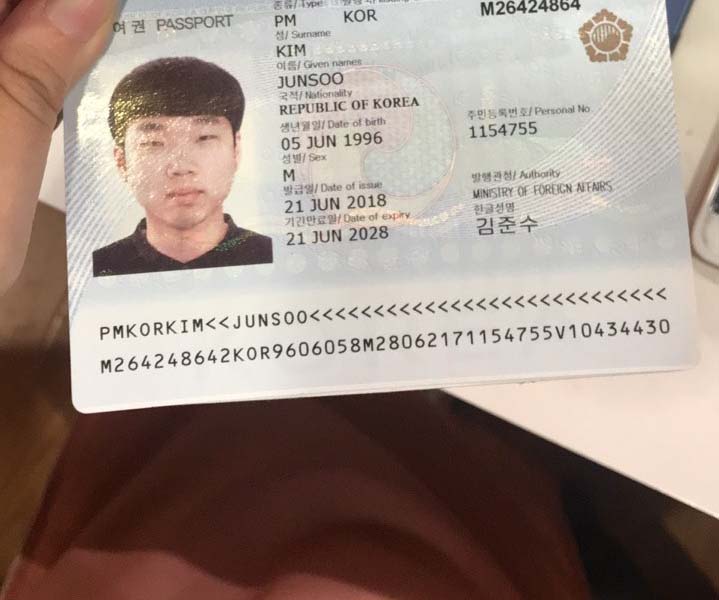 종류/ Type
여권 PASSPORT PM KOR M26424864
성/ Surname
KIM
이름/ Given names
JUNSOO
국적/ Nationality
REPUBLIC OF KOREA
생년월일/ Date of birth 주민등록번호/ Personal No
05 JUN 1996 1154755
성별/ Sex
M
발급일/ Date of issue 발행관청/ Authority
21 JUN 2018 MINISTRY OF FOREIGN AFFAIRS
기간만료일/ Date of expiry 한글성명
21 JUN 2028 김준수
PMKORKIM<<JUNSOO<<<<<<<<<<<<<<<<<<<<<<<<<<<<
M264248642KOR9606058M28062171154755V10434430